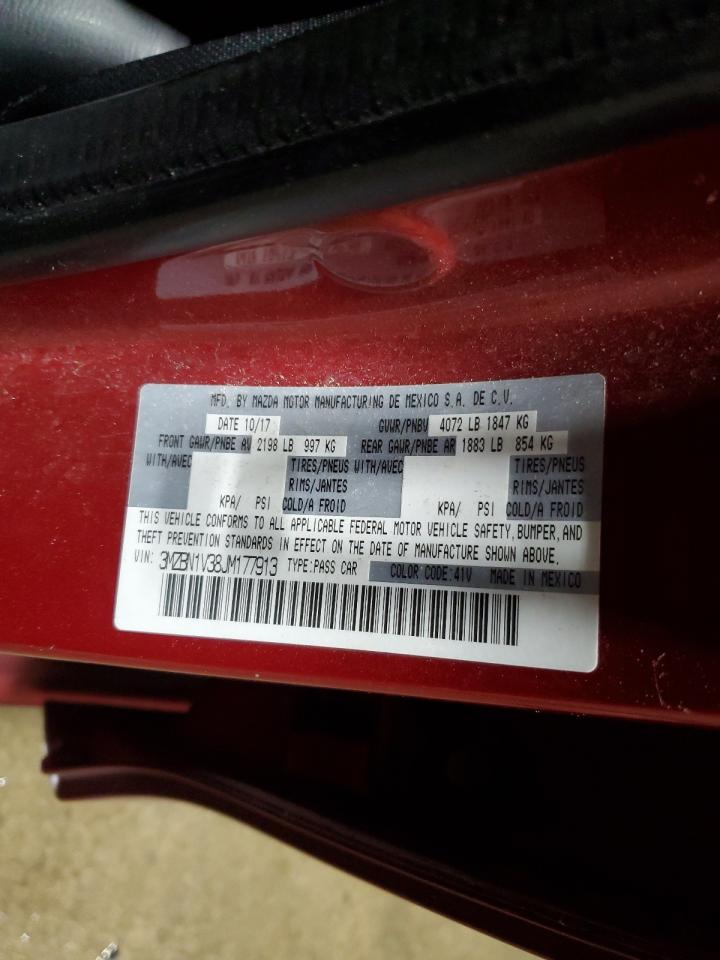 MFD. BY MAZDA MOTOR MANUFACTURING DE MEXICO S.A. DE C.V.
DATE 10/17 GVWR/PNBV 4072 LB 1847 KG
FRONT GAWR/PNBE AV 2198 LB 997 KG REAR GAWR/PNBE AR 1883 LB 854 KG
WITH/AVEC TIRES/PNEUS WITH/AVEC TIRES/PNEUS
RIMS/JANTES RIMS/JANTES
KPA/ PSI COLD/A FROID KPA/ PSI COLD/A FROID
THIS VEHICLE CONFORMS TO ALL APPLICABLE FEDERAL MOTOR VEHICLE SAFETY, BUMPER, AND
THEFT PREVENTION STANDARDS IN EFFECT ON THE DATE OF MANUFACTURE SHOWN ABOVE.
VIN: 3MZBN1V38JM177913 TYPE:PASS CAR COLOR CODE:41V MADE IN MEXICO